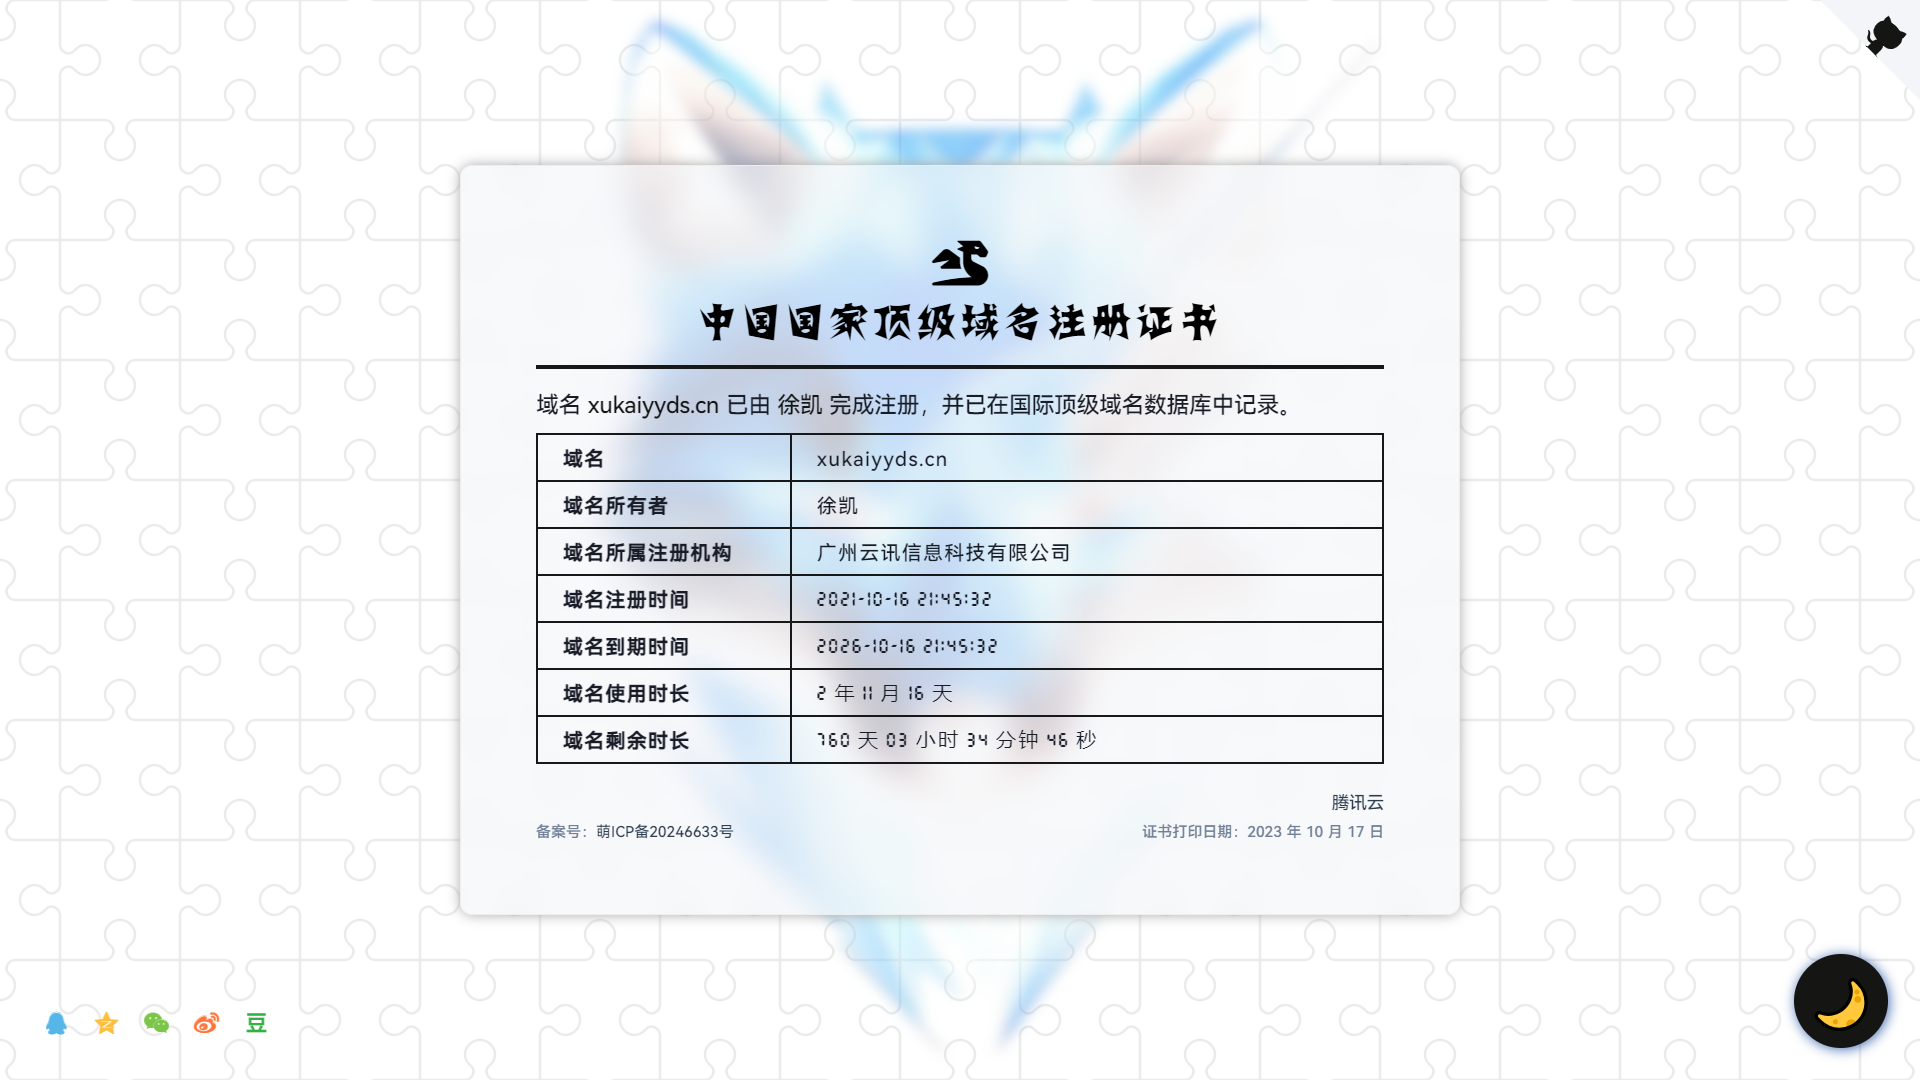 中国国家顶级域名注册证书
域名 xukaiyyds.cn 已由 徐凯 完成注册，并已在国际顶级域名数据库中记录。
域名 xukaiyyds.cn
域名所有者 徐凯
域名所属注册机构 广州云讯信息科技有限公司
域名注册时间 2021-10-16 21:45:32
域名到期时间 2026-10-16 21:45:32
域名使用时长 2 年 11 月 16 天
域名剩余时长 760 天 03 小时 34 分钟 46 秒
腾讯云
备案号：萌ICP备20246633号 证书打印日期：2023 年 10 月 17 日
豆